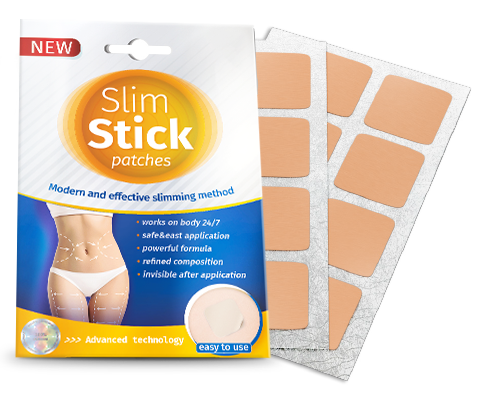 NEW
Slim
Stick
patches
Modern and effective slimming method
• works on body 24/7
• safe&east application
• powerful formula
• refined composition
• invisible after application
>>> Advanced technology
easy to use